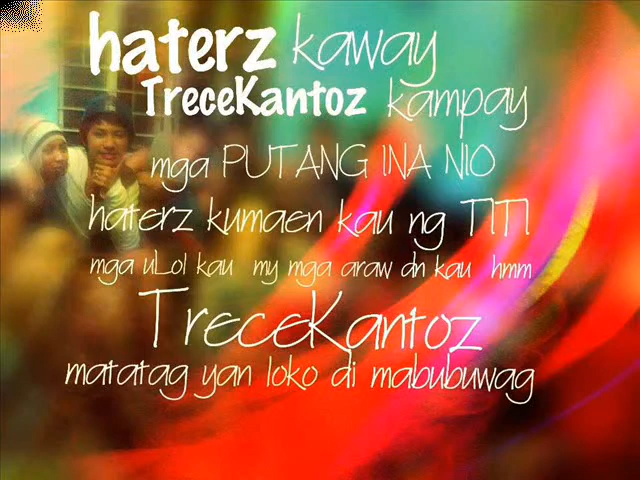 haterz kaway
TreceKantoz kampay
mga PUTANG INA NIO
haterz kumaen kau ng TITI
mga uLol kau my mga araw dn kau hmm
TreceKantoz
matatag yan loko di mabubuwag